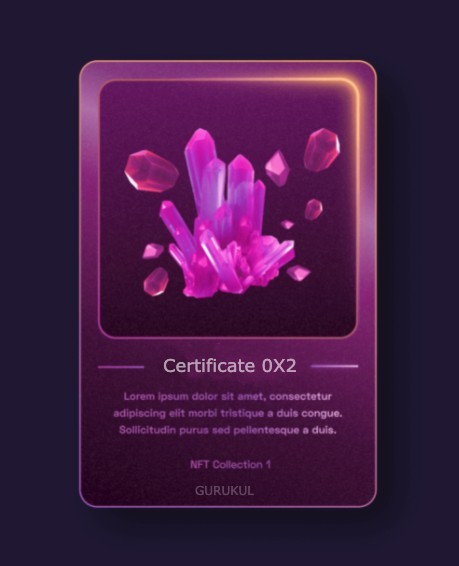 Certificate 0X2
Lorem ipsum dolor sit amet, consectetur
adipiscing elit morbi tristique a duis congue.
Sollicitudin purus sed pellentesque a duis.
NFT Collection 1
GURUKUL